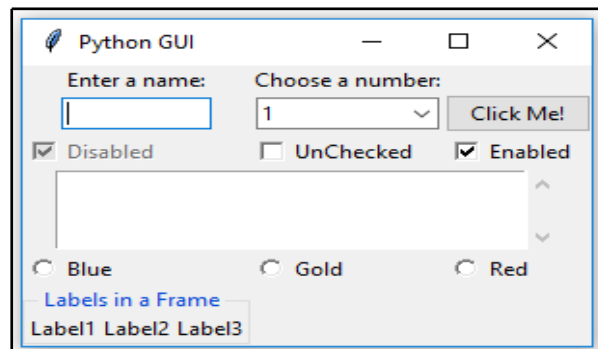 Python GUI
Enter a name: Choose a number:
1 Click Me!
Disabled UnChecked Enabled
Blue Gold Red
Labels in a Frame
Label1 Label2 Label3